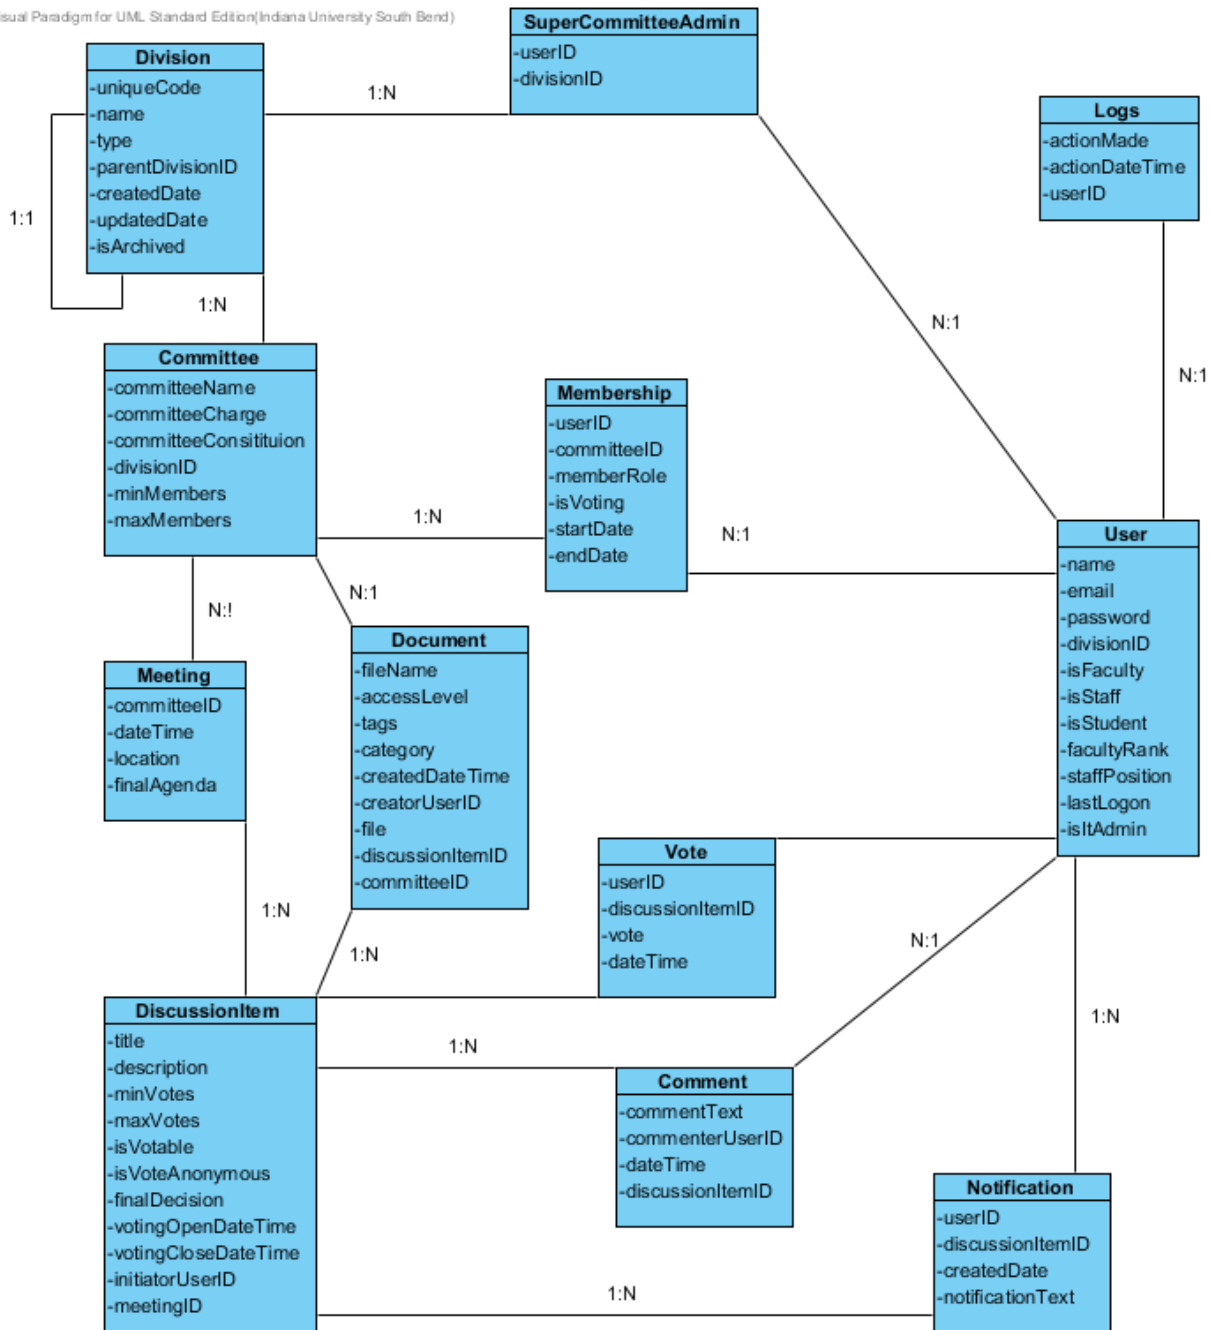 isual Paradigm for UML Standard Edition(Indiana University South Bend)
SuperCommitteeAdmin
-userID
-divisionID
Division
-uniqueCode
-name
-type
-parentDivisionID
-createdDate
-updatedDate
-isArchived
1:N
1:1
1:N
Logs
-actionMade
-actionDateTime
-userID
N:1
N:1
Committee
-committeeName
-committeeCharge
-committeeConsitituion
-divisionID
-minMembers
-maxMembers
Membership
-userID
-committeeID
-memberRole
-isVoting
-startDate
-endDate
1:N
N:1
User
-name
-email
-password
-divisionID
-isFaculty
-isStaff
-isStudent
-facultyRank
-staffPosition
-lastLogon
-isItAdmin
N:!
N:1
Meeting
-committeeID
-dateTime
-location
-finalAgenda
Document
-fileName
-accessLevel
-tags
-category
-createdDateTime
-creatorUserID
-file
-discussionItemID
-committeeID
Vote
-userID
-discussionItemID
-vote
-dateTime
1:N
1:N
N:1
1:N
DiscussionItem
-title
-description
-minVotes
-maxVotes
-isVotable
-isVoteAnonymous
-finalDecision
-votingOpenDateTime
-votingCloseDateTime
-initiatorUserID
-meetingID
1:N
Comment
-commentText
-commenterUserID
-dateTime
-discussionItemID
Notification
-userID
-discussionItemID
-createdDate
-notificationText
1:N